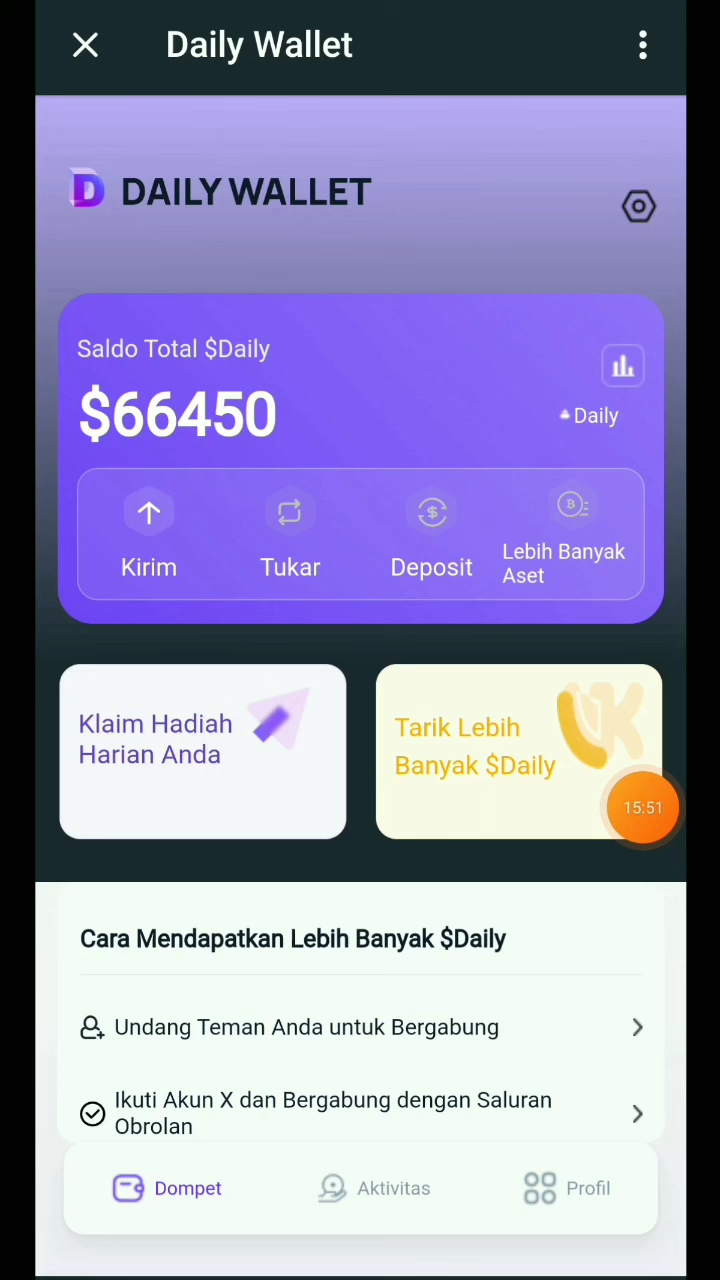 Daily Wallet
DAILY WALLET
Saldo Total $Daily
$66450
Daily
Kirim
Tukar
Deposit
Lebih Banyak
Aset
Klaim Hadiah
Harian Anda
Tarik Lebih
Banyak $Daily
15:51
Cara Mendapatkan Lebih Banyak $Daily
Undang Teman Anda untuk Bergabung
Ikuti Akun X dan Bergabung dengan Saluran
Obrolan
Dompet
Aktivitas
Profil